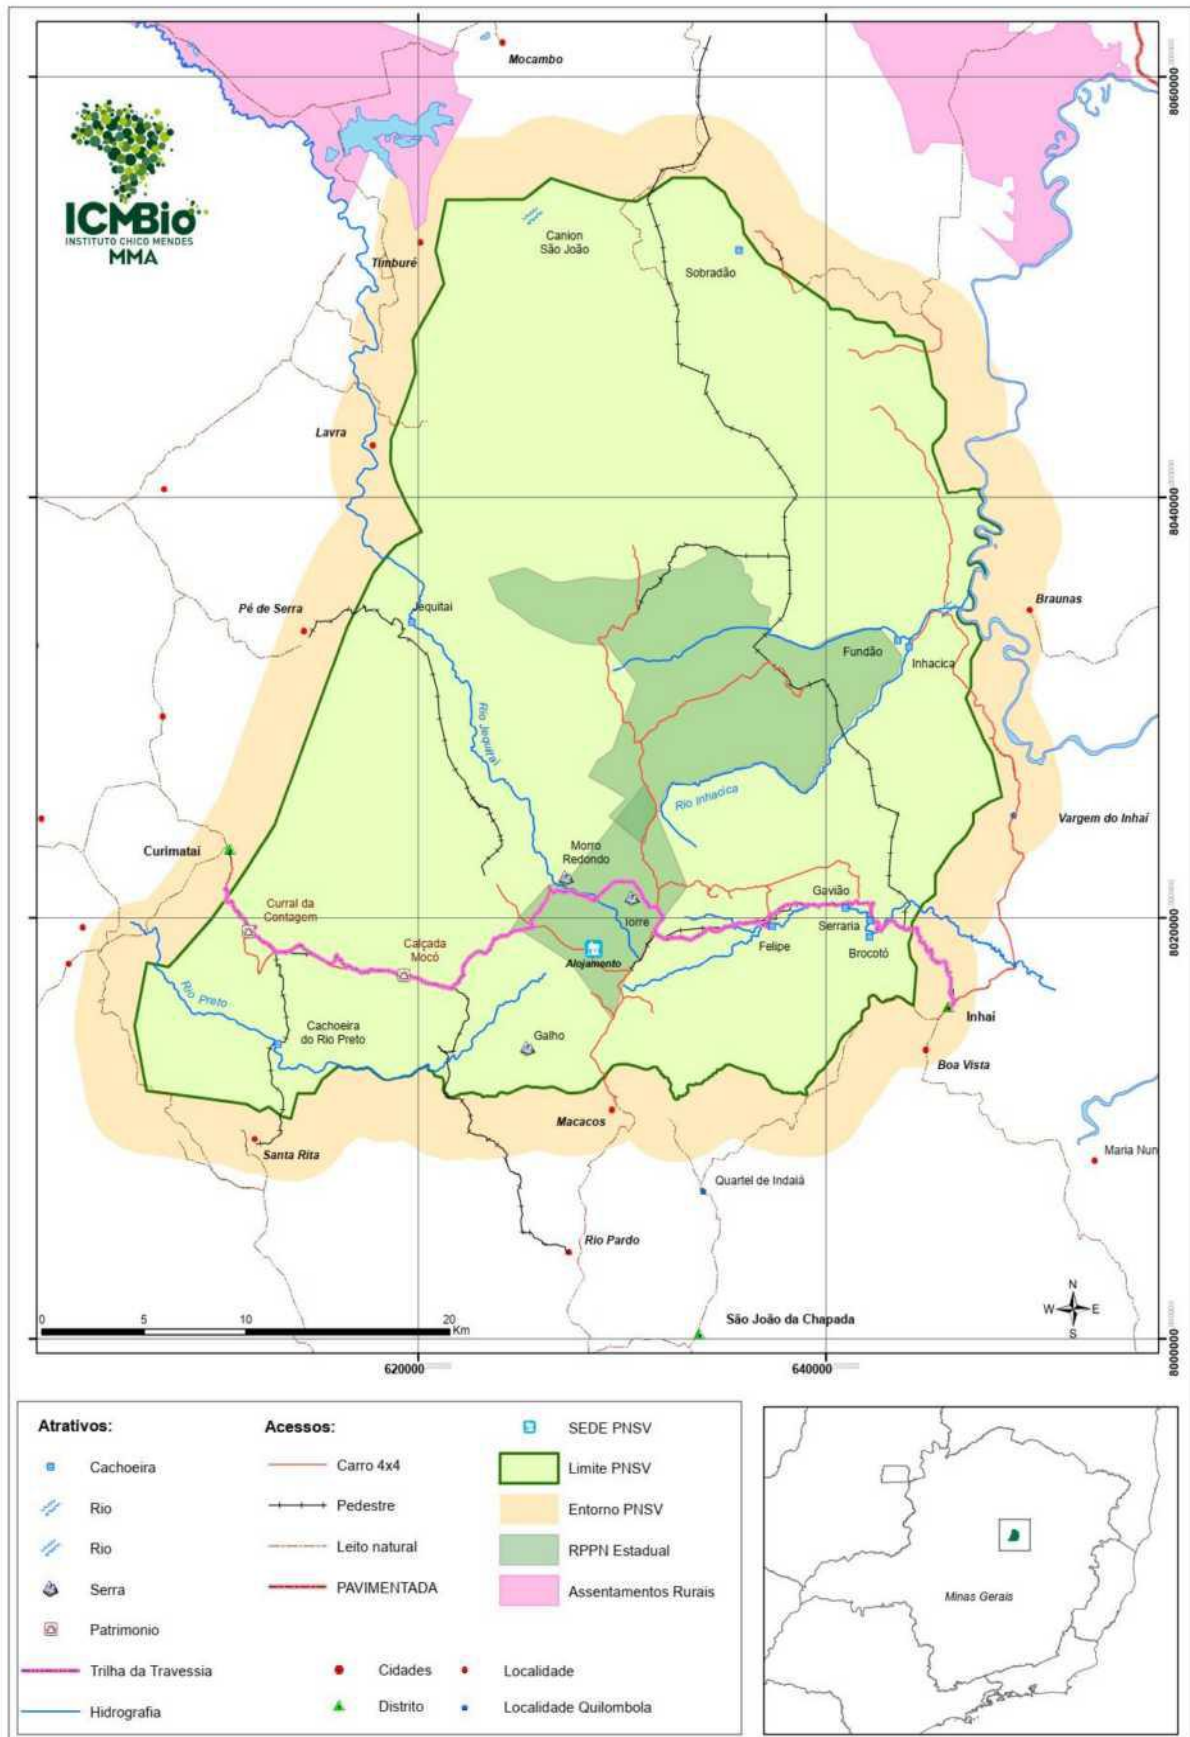 Mocambo
ICMBio
INSTITUTO CHICO MENDES
MMA
Timburé
Canion
São João
Sobradão
Lavra
Pé de Serra
Jequitai
Braunas
Fundão
Inhacica
Rio Jequitaí
Rio Inhacica
Vargem do Inhaí
Curimataí
Morro
Redondo
Curral da
Contagem
Torre
Gavião
Calçada
Mocó
Serraria
Felipe
Brocotó
Alojamento
Rio Preto
Inhaí
Cachoeira
do Rio Preto
Galho
Boa Vista
Macacos
Santa Rita
Maria Nun
Quartel de Indaiá
Rio Pardo
São João da Chapada
0 5 10 20
Km
N
W E
S
8060000
8040000
8020000
8000000
620000 640000
Atrativos:
Cachoeira
Rio
Rio
Serra
Patrimonio
Trilha da Travessia
Hidrografia
Acessos:
Carro 4x4
Pedestre
Leito natural
PAVIMENTADA
Cidades
Distrito
SEDE PNSV
Limite PNSV
Entorno PNSV
RPPN Estadual
Assentamentos Rurais
Localidade
Localidade Quilombola
Minas Gerais